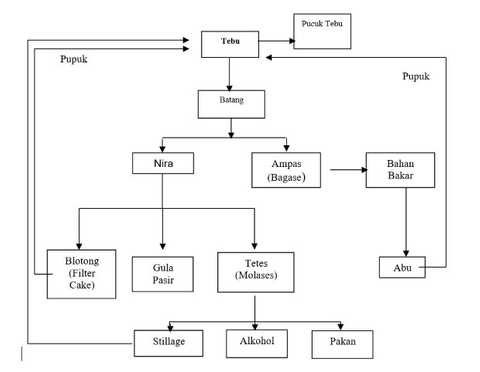 Pucuk Tebu
Tebu
Pupuk
Pupuk
Batang
Nira
Ampas
(Bagase)
Bahan
Bakar
Blotong
(Filter
Cake)
Gula
Pasir
Tetes
(Molases)
Abu
Stillage
Alkohol
Pakan